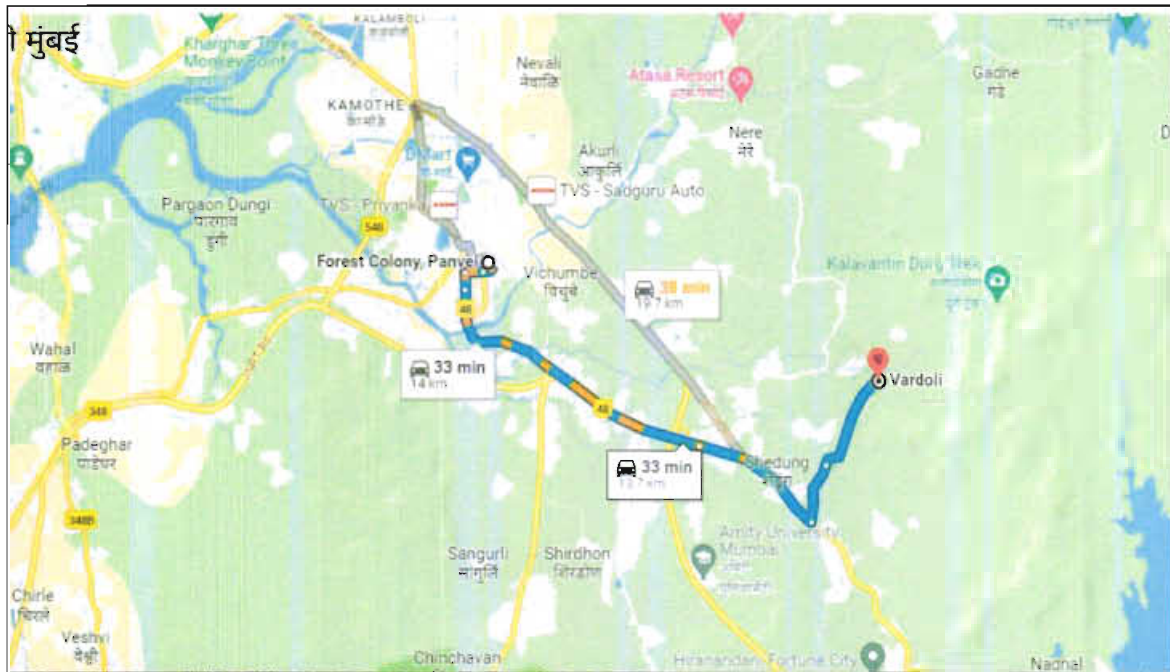 ी मुंबई
KALAMBOLI
Kharghar Three
Monkey Point
Nevali
नेवाळि
Atasa Resort
Gadhe
गडे
KAMOTHE
कामोठे
Nere
नेरे
DMart
Akurli
आकुर्लि
TVS - Sadguru Auto
Pargaon Dungi
पारगाव
डुंगी
TVS - Priyanka
548
Forest Colony, Panvel
Vichumbe
विचुंबे
Kalavantin Durg Trek
48
38 min
19.7 km
Wahal
वहाळ
33 min
14 km
Vardoli
348
48
Padeghar
पाडेघर
33 min
13.7 km
Shedung
348B
Amity University
Mumbai
Sangurli
सांगुर्लि
Shirdhon
शिरढोण
Chirle
चिरले
Veshvi
वेश्वी
Chinchavan
Hiranandani Fortune City
Nadhal